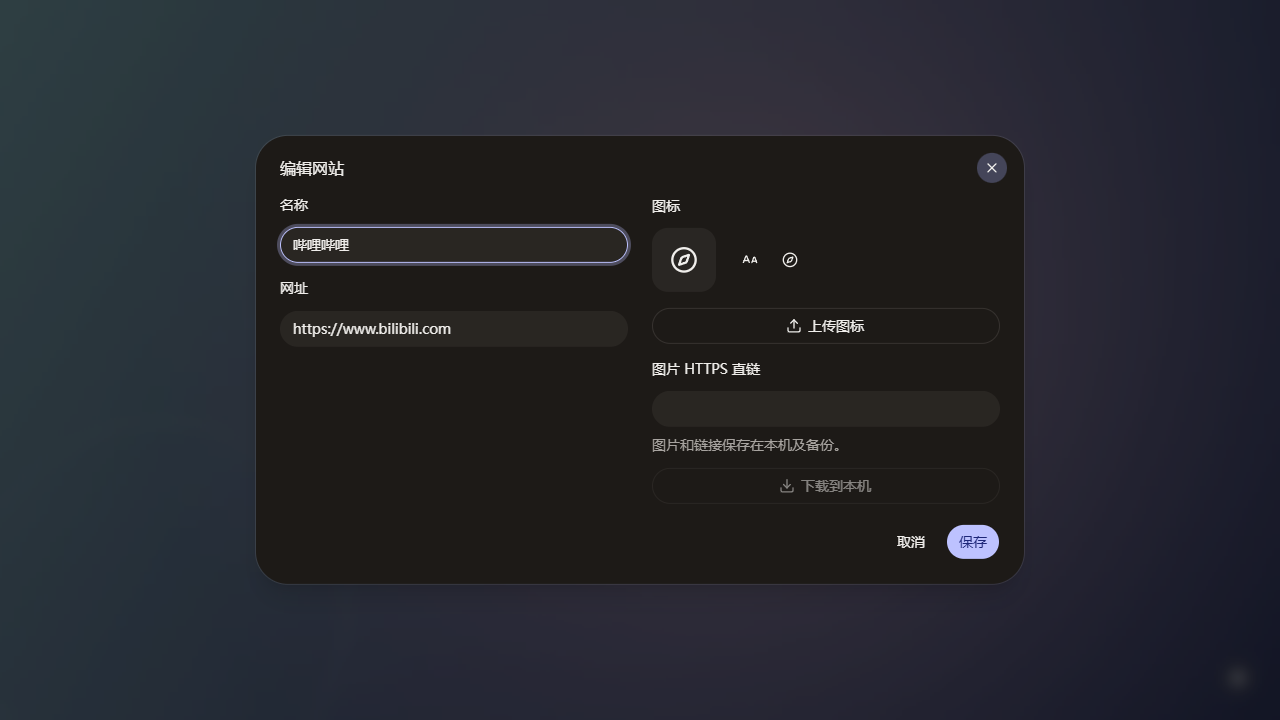 编辑网站
名称
哔哩哔哩
网址
https://www.bilibili.com
图标
AA
上传图标
图片 HTTPS 直链
图片和链接保存在本机及备份。
下载到本机
取消
保存